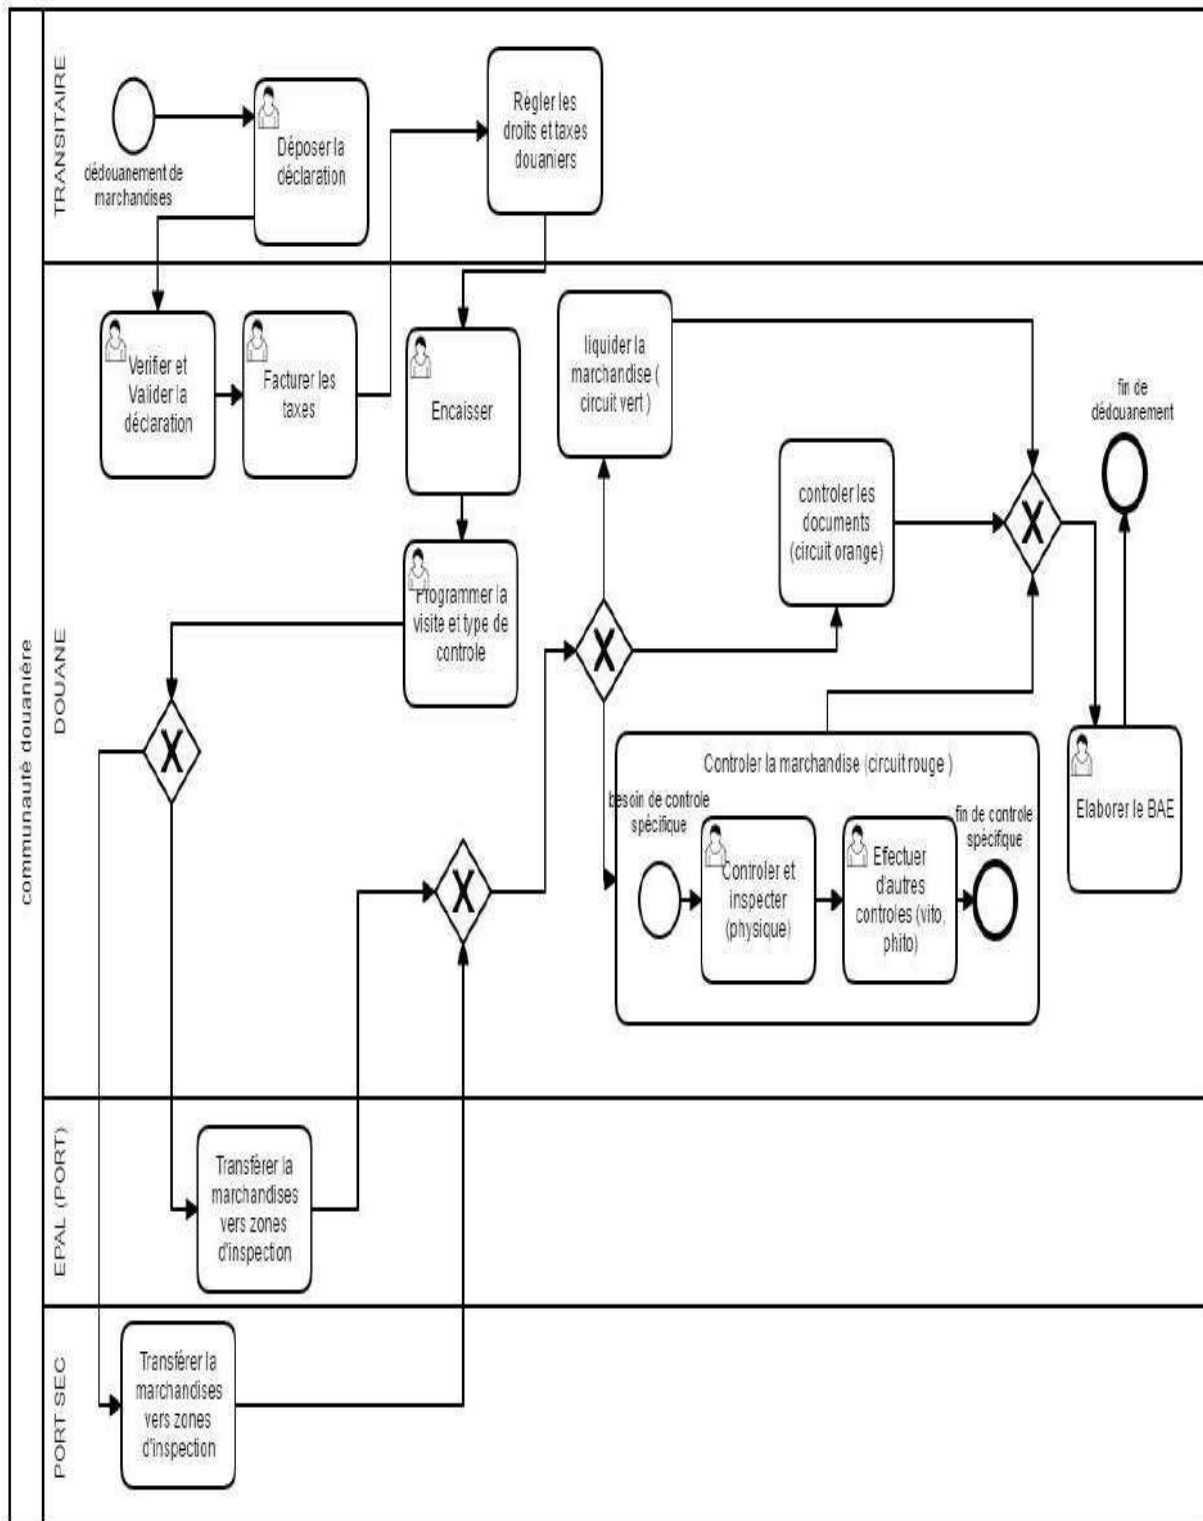 communauté douanière
TRANSITAIRE
dédouanement de
marchandises
Déposer la
déclaration
Règler les
droits et taxes
douaniers
DOUANE
Verifier et
Valider la
déclaration
Facturer les
taxes
Encaisser
liquider la
marchandise (
circuit vert )
fin de
dédouanement
controler les
documents
(circuit orange)
Programmer la
visite et type de
controle
Controler la marchandise (circuit rouge )
besoin de controle
spécifique
Controler et
inspecter
(physique)
Effectuer
d'autres
controles (vito,
phito)
fin de controle
spécifique
Elaborer le BAE
EPAL (PORT)
Transférer la
marchandises
vers zones
d'inspection
PORT SEC
Transférer la
marchandises
vers zones
d'inspection